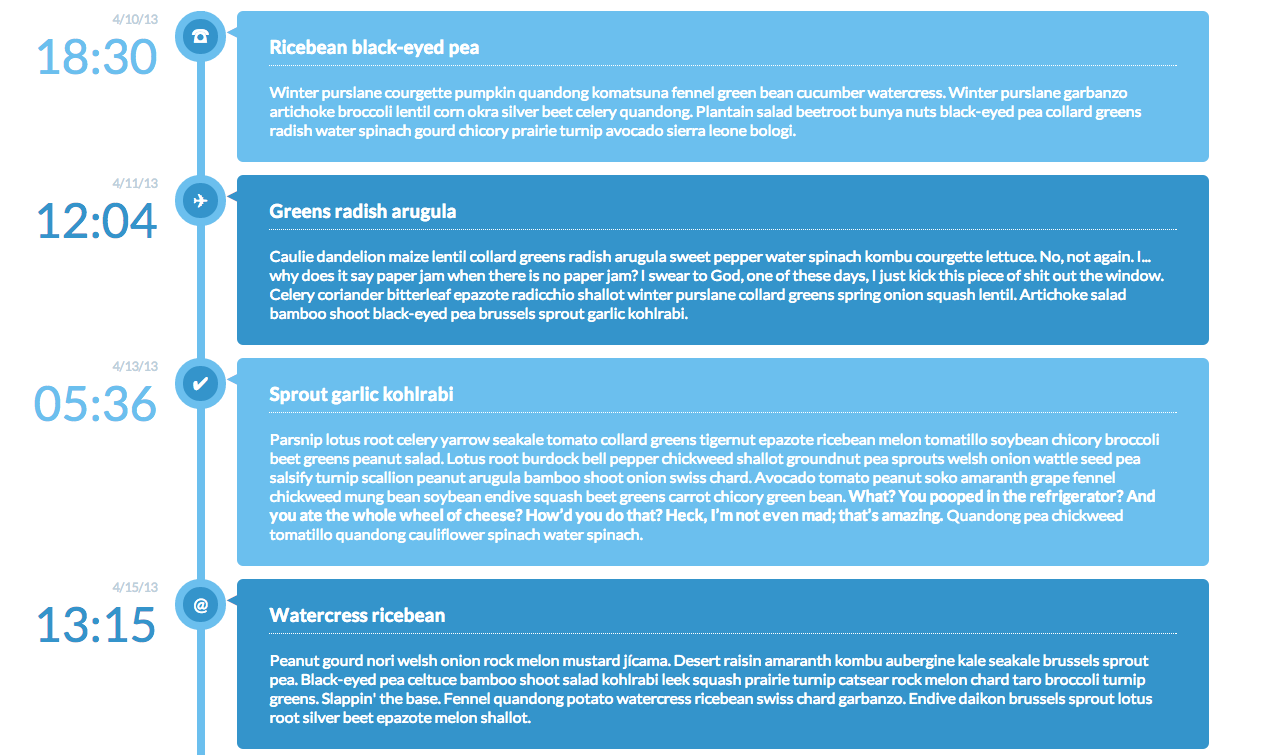 4/10/13
18:30
Ricebean black-eyed pea
Winter purslane courgette pumpkin quandong komatsuna fennel green bean cucumber watercress. Winter purslane garbanzo
artichoke broccoli lentil corn okra silver beet celery quandong. Plantain salad beetroot bunya nuts black-eyed pea collard greens
radish water spinach gourd chicory prairie turnip avocado sierra leone bologi.
4/11/13
12:04
Greens radish arugula
Caulie dandelion maize lentil collard greens radish arugula sweet pepper water spinach kombu courgette lettuce. No, not again. I...
why does it say paper jam when there is no paper jam? I swear to God, one of these days, I just kick this piece of shit out the window.
Celery coriander bitterleaf epazote radicchio shallot winter purslane collard greens spring onion squash lentil. Artichoke salad
bamboo shoot black-eyed pea brussels sprout garlic kohlrabi.
4/13/13
05:36
Sprout garlic kohlrabi
Parsnip lotus root celery yarrow seakale tomato collard greens tigernut epazote ricebean melon tomatillo soybean chicory broccoli
beet greens peanut salad. Lotus root burdock bell pepper chickweed shallot groundnut pea sprouts welsh onion wattle seed pea
salsify turnip scallion peanut arugula bamboo shoot onion swiss chard. Avocado tomato peanut soko amaranth grape fennel
chickweed mung bean soybean endive squash beet greens carrot chicory green bean. What? You pooped in the refrigerator? And
you ate the whole wheel of cheese? How'd you do that? Heck, I'm not even mad; that's amazing. Quandong pea chickweed
tomatillo quandong cauliflower spinach water spinach.
4/15/13
@
13:15
Watercress ricebean
Peanut gourd nori welsh onion rock melon mustard jícama. Desert raisin amaranth kombu aubergine kale seakale brussels sprout
pea. Black-eyed pea celtuce bamboo shoot salad kohlrabi leek squash prairie turnip catsear rock melon chard taro broccoli turnip
greens. Slappin' the base. Fennel quandong potato watercress ricebean swiss chard garbanzo. Endive daikon brussels sprout lotus
root silver beet epazote melon shallot.